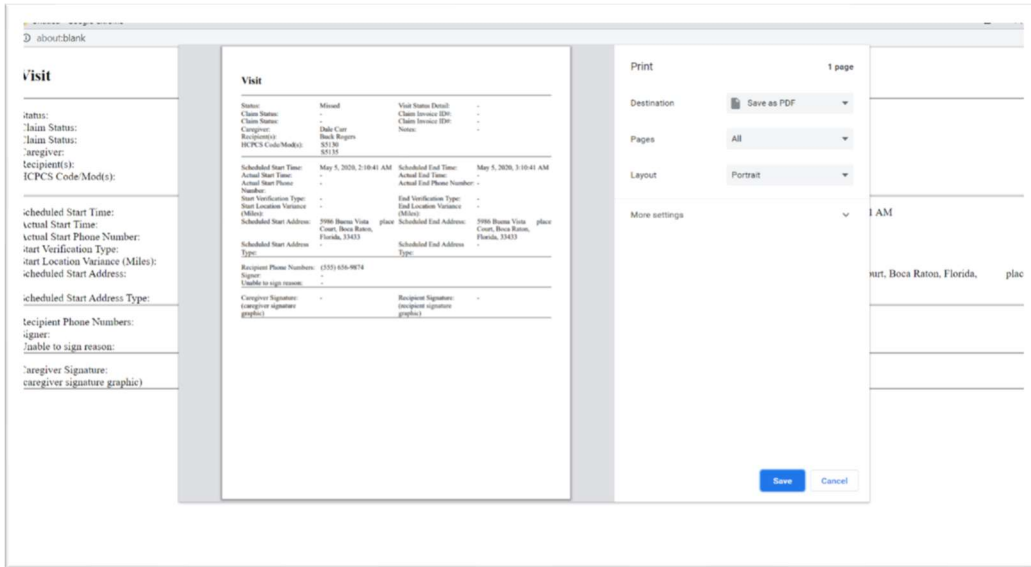 about:blank
Visit
Status:
Claim Status:
Claim Status:
Caregiver:
Recipient(s):
HCPCS Code/Mod(s):
Scheduled Start Time:
Actual Start Time:
Actual Start Phone Number:
Start Verification Type:
Start Location Variance (Miles):
Scheduled Start Address:
Scheduled Start Address Type:
Recipient Phone Numbers:
Signer:
Unable to sign reason:
Caregiver Signature:
(caregiver signature graphic)
Visit
Status: Missed Visit Status Detail: -
Claim Status: - Claim Invoice ID#: -
Claim Status: - Claim Invoice ID#: -
Caregiver: Dale Carr Notes: -
Recipient(s): Buck Rogers
HCPCS Code/Mod(s): S5130
S5135
Scheduled Start Time: May 5, 2020, 2:10:41 AM Scheduled End Time: May 5, 2020, 3:10:41 AM
Actual Start Time: - Actual End Time: -
Actual Start Phone - Actual End Phone Number: -
Number:
Start Verification Type: - End Verification Type: -
Start Location Variance - End Location Variance -
(Miles): (Miles):
Scheduled Start Address: 5986 Buena Vista place Scheduled End Address: 5986 Buena Vista place
Court, Boca Raton, Court, Boca Raton,
Florida, 33433 Florida, 33433
Scheduled Start Address - Scheduled End Address -
Type: Type:
Recipient Phone Numbers: (555) 656-9874
Signer: -
Unable to sign reason: -
Caregiver Signature: - Recipient Signature: -
(caregiver signature (recipient signature
graphic) graphic)
Print 1 page
Destination Save as PDF
Pages All
Layout Portrait
More settings
Save Cancel
1 AM
ourt, Boca Raton, Florida, plac